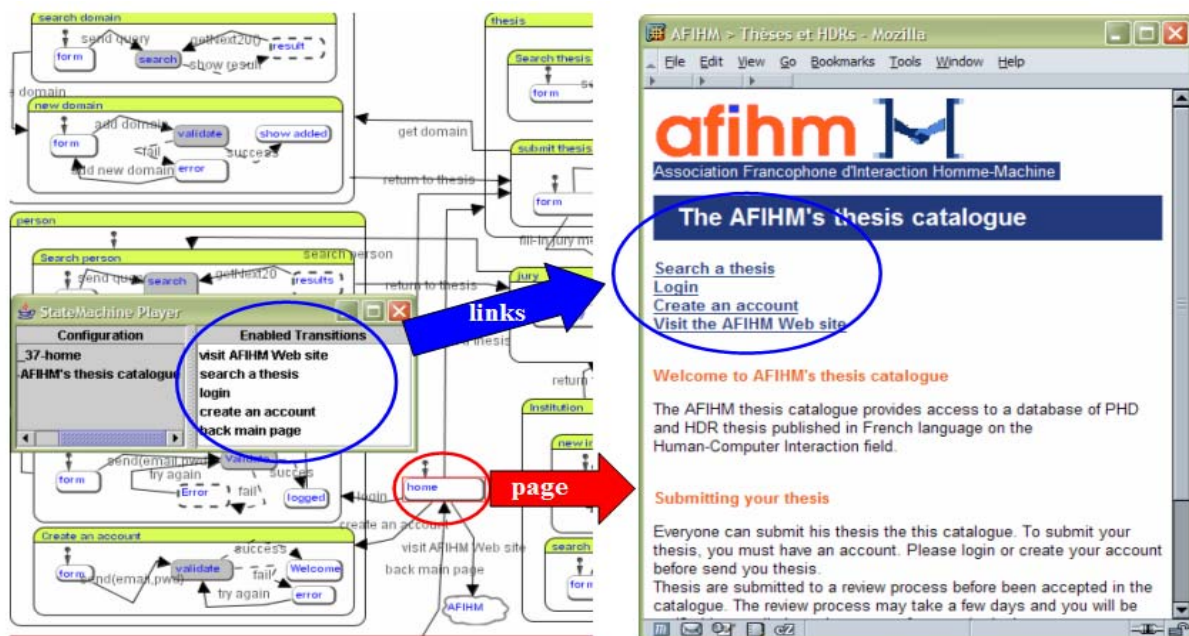 search domain
send query
getNext20()
result
form
search
show result
domain
new domain
add domain
validate
show added
form
fail
success
add new domain
error
get domain
return to thesis
thesis
Search thesis
form
submit thesis
form
fill-in jury
person
Search person
search person
send
search
getNext20
results
return to thesis
jury
StateMachine Player
Configuration
Enabled Transitions
_37-home
-AFIHM's thesis catalogue
visit AFIHM Web site
search a thesis
login
create an account
back main page
links
thesis
return
Institution
new in
search
form
send(email,pwd)
validate
succes
try again
form
Error
fail
logged
login
home
page
create an account
Create an account
success
form
send(email,pwd)
validate
fail
Welcome
try again
error
visit AFIHM Web site
back main page
AFIHM
AFIHM > Thèses et HDRs - Mozilla
File Edit View Go Bookmarks Tools Window Help
afihm
Association Francophone d'Interaction Homme-Machine
The AFIHM's thesis catalogue
Search a thesis
Login
Create an account
Visit the AFIHM Web site
Welcome to AFIHM's thesis catalogue
The AFIHM thesis catalogue provides access to a database of PHD
and HDR thesis published in French language on the
Human-Computer Interaction field.
Submitting your thesis
Everyone can submit his thesis the this catalogue. To submit your
thesis, you must have an account. Please login or create your account
before send you thesis.
Thesis are submitted to a review process before been accepted in the
catalogue. The review process may take a few days and you will be